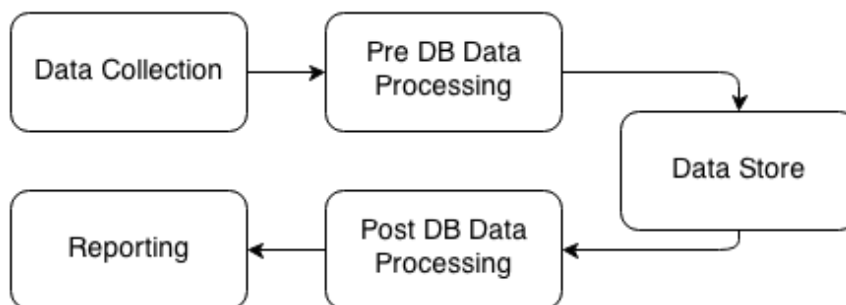 Data Collection
Pre DB Data
Processing
Data Store
Post DB Data
Processing
Reporting